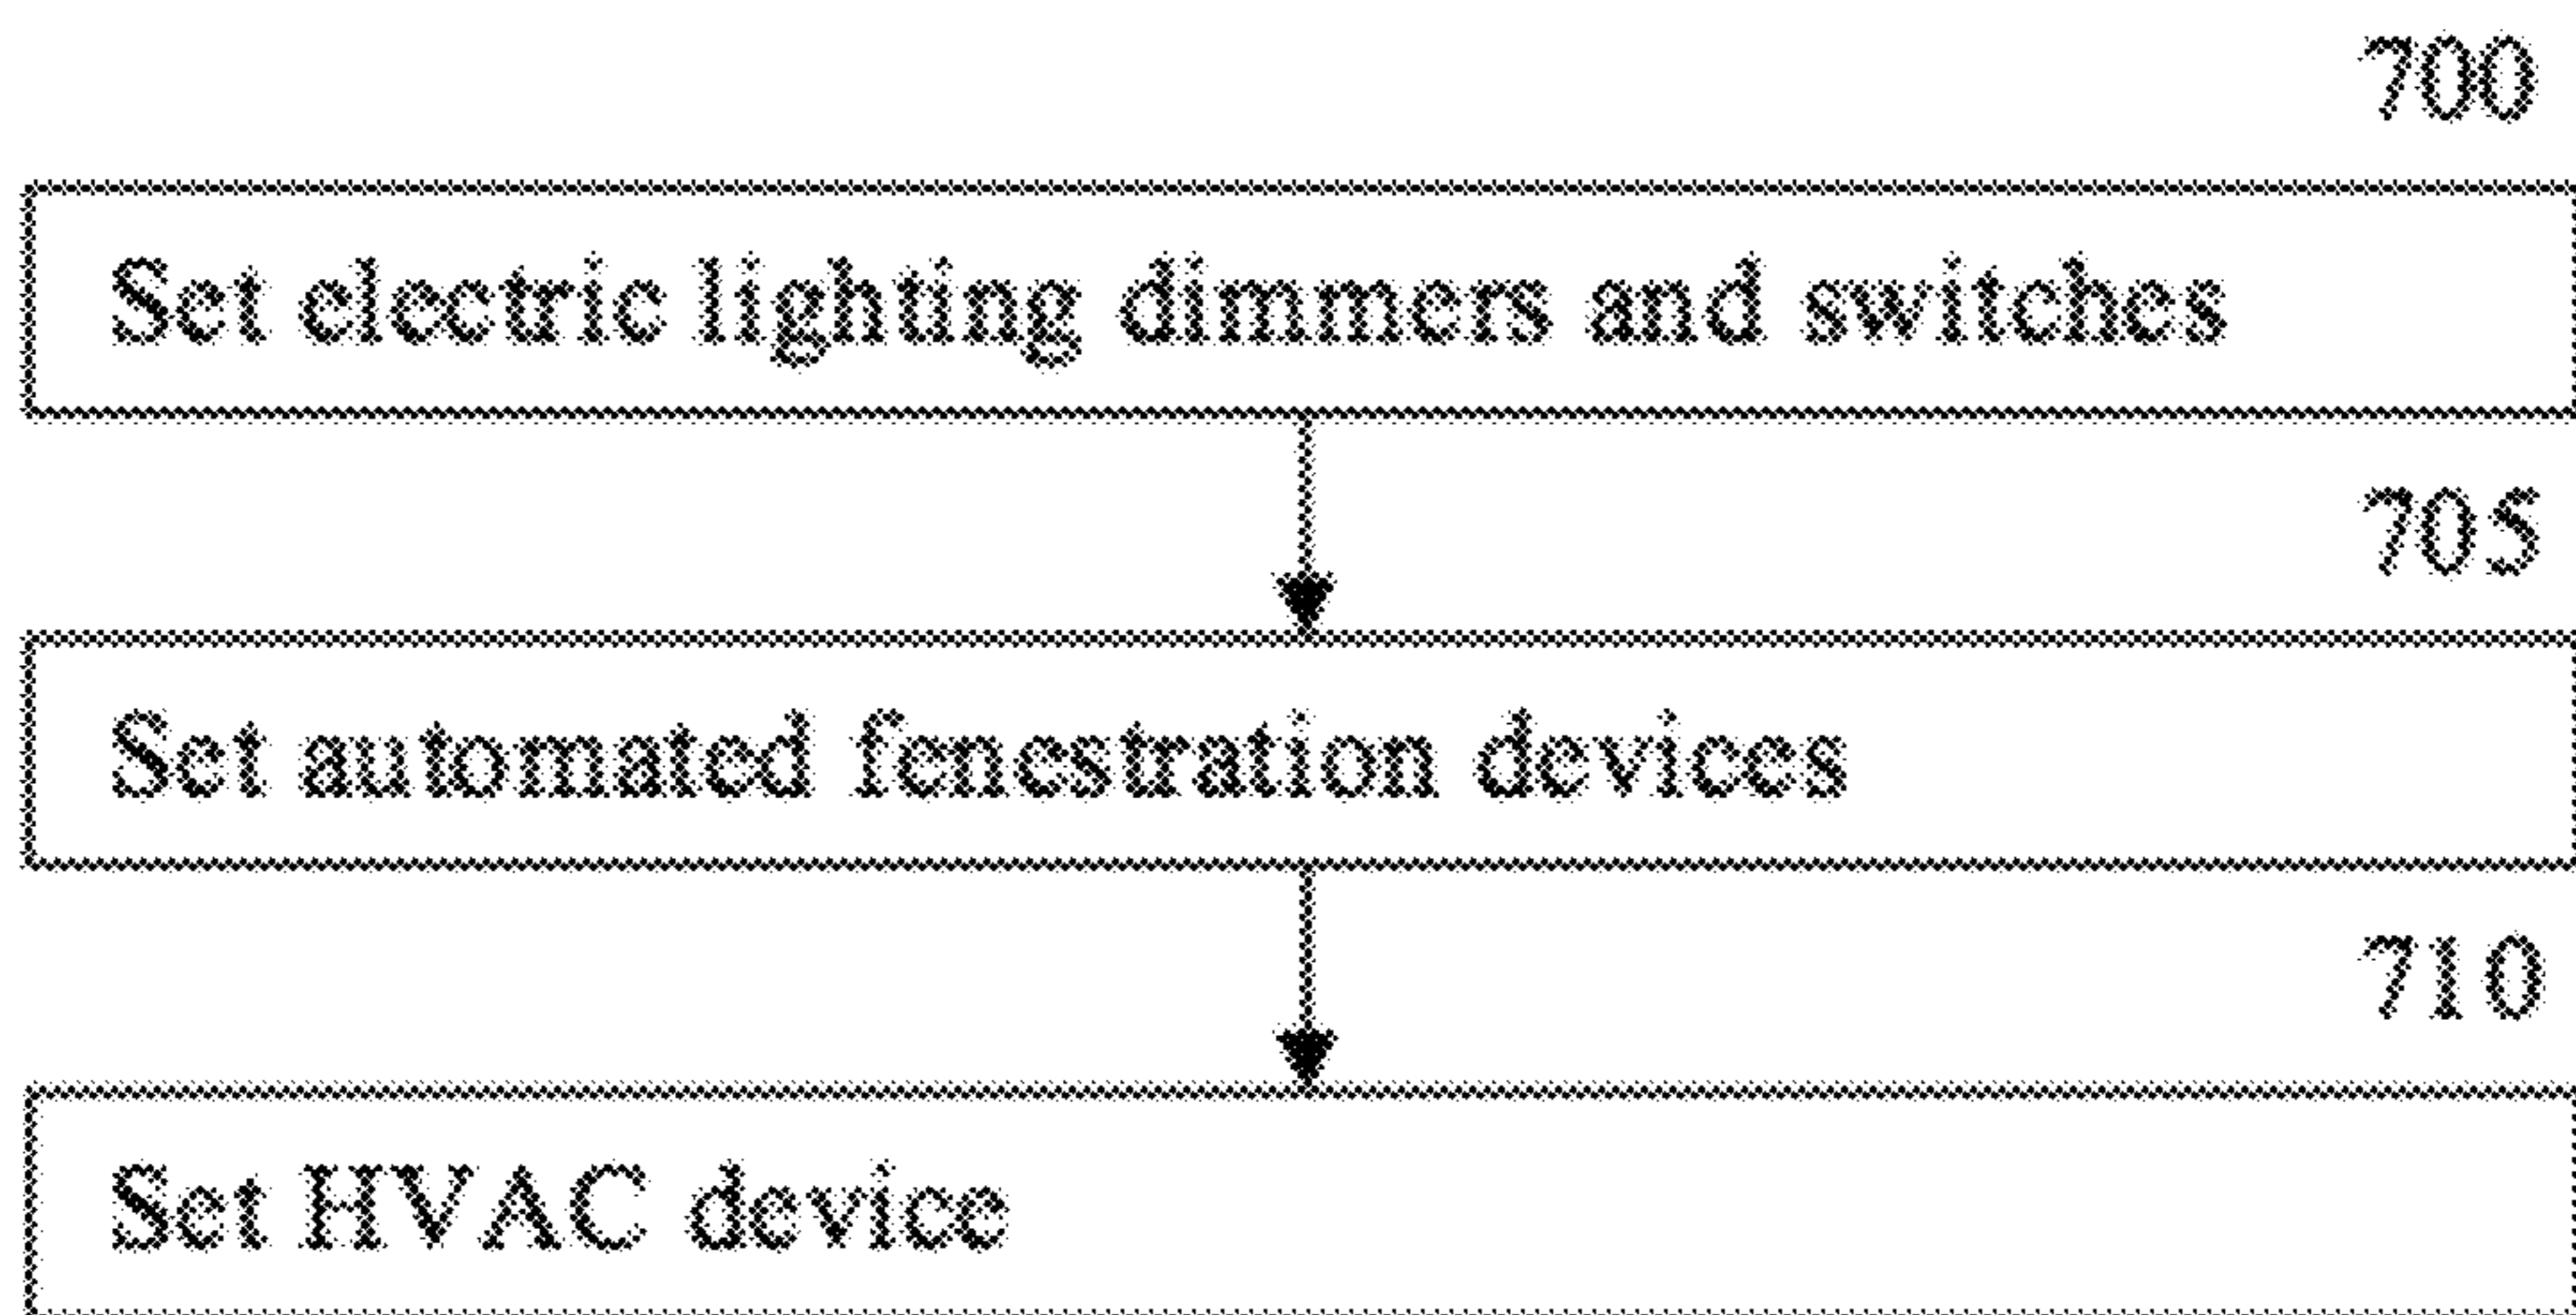 700
Set electric lighting dimmers and switches
705
Set automated fenestration devices
710
Set HVAC device